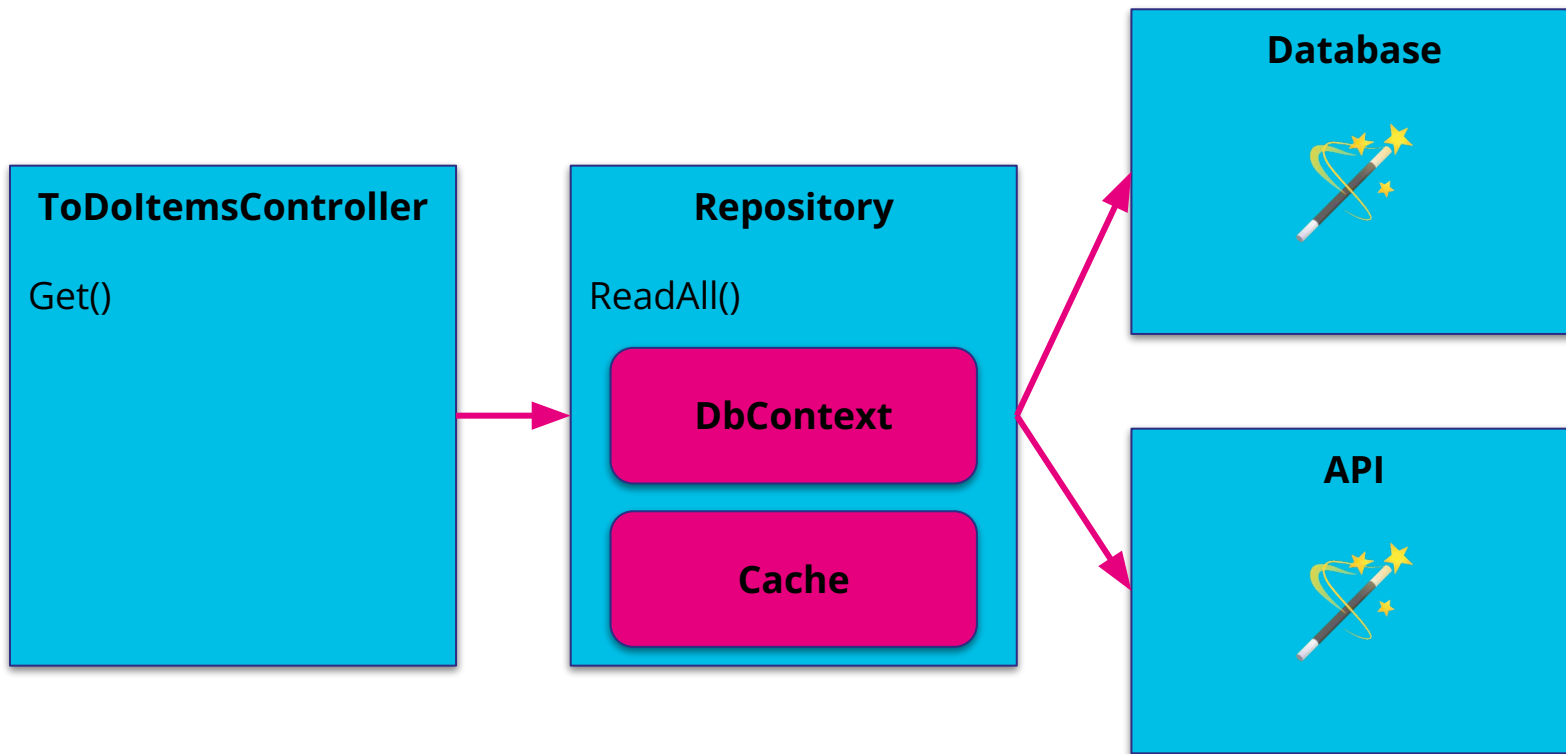 ToDoItemsController
Get()
Repository
ReadAll()
DbContext
Cache
Database
API